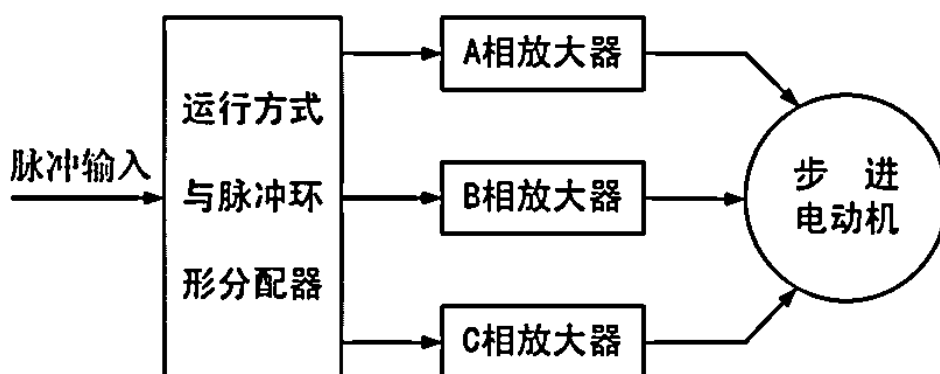 脉冲输入
运行方式
与脉冲环
形分配器
A相放大器
B相放大器
C相放大器
步 进
电动机